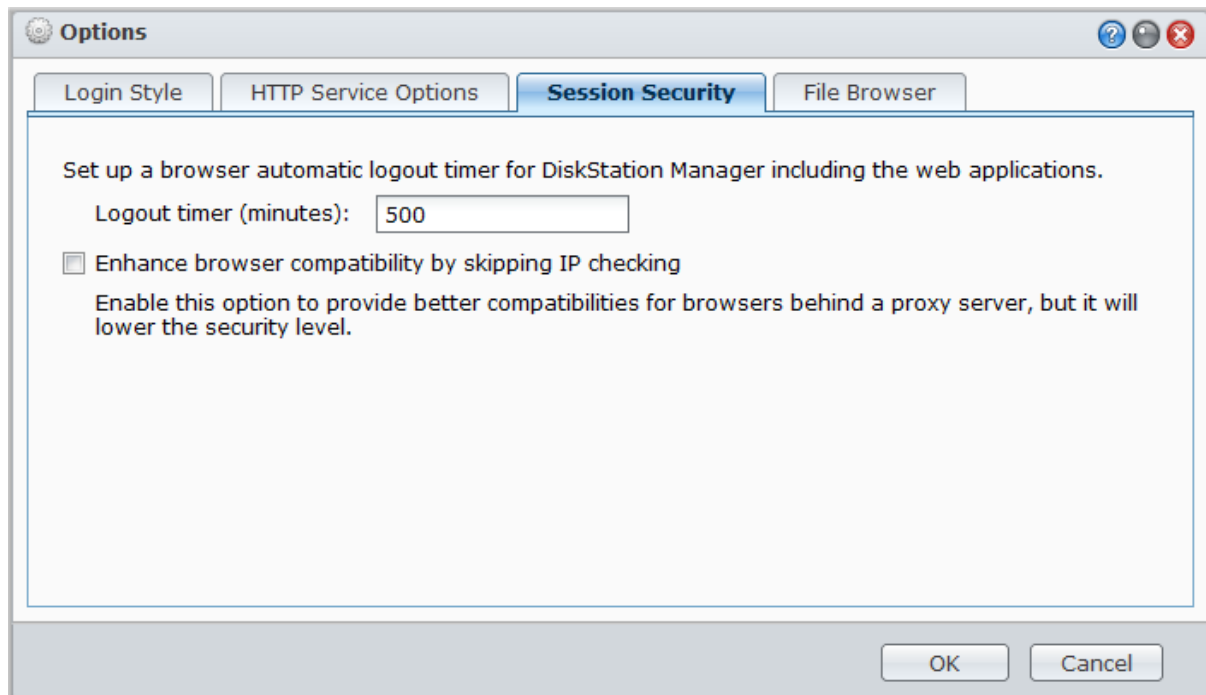 Options
Login Style
HTTP Service Options
Session Security
File Browser
Set up a browser automatic logout timer for DiskStation Manager including the web applications.
Logout timer (minutes): 500
Enhance browser compatibility by skipping IP checking
Enable this option to provide better compatibilities for browsers behind a proxy server, but it will
lower the security level.
OK
Cancel